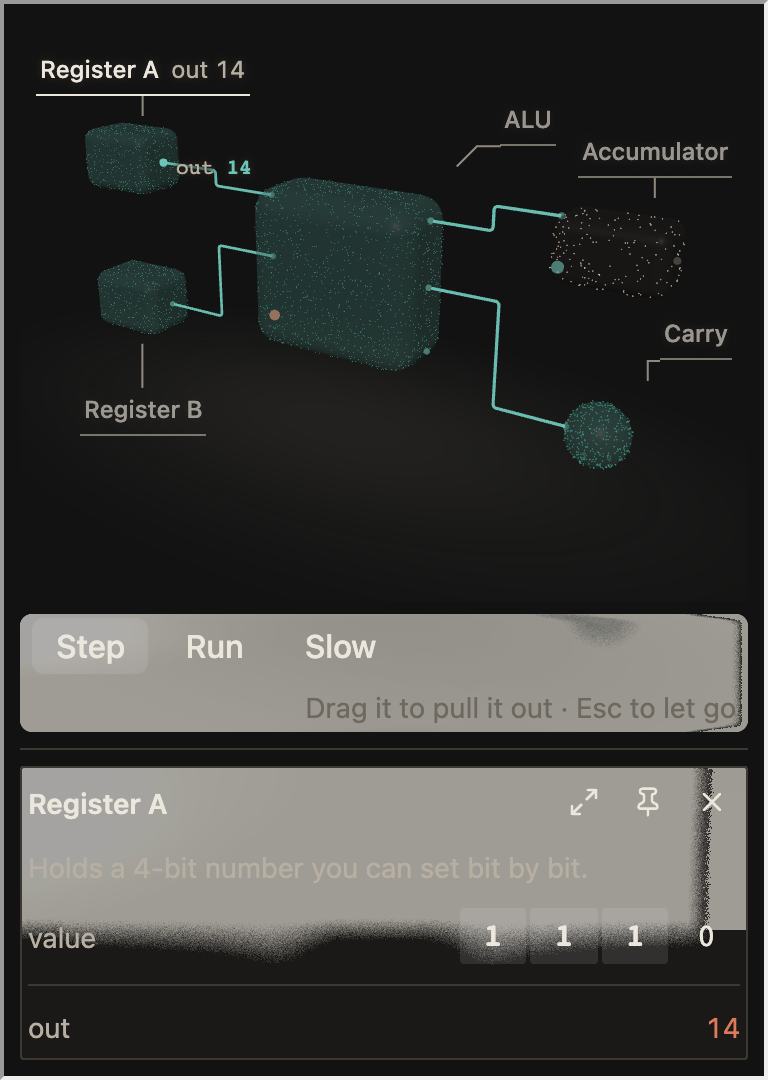 Register A out 14
ALU
Accumulator
out 14
Carry
Register B
Step Run Slow
Drag it to pull it out · Esc to let go
Register A
Holds a 4-bit number you can set bit by bit.
value 1 1 1 0
out 14